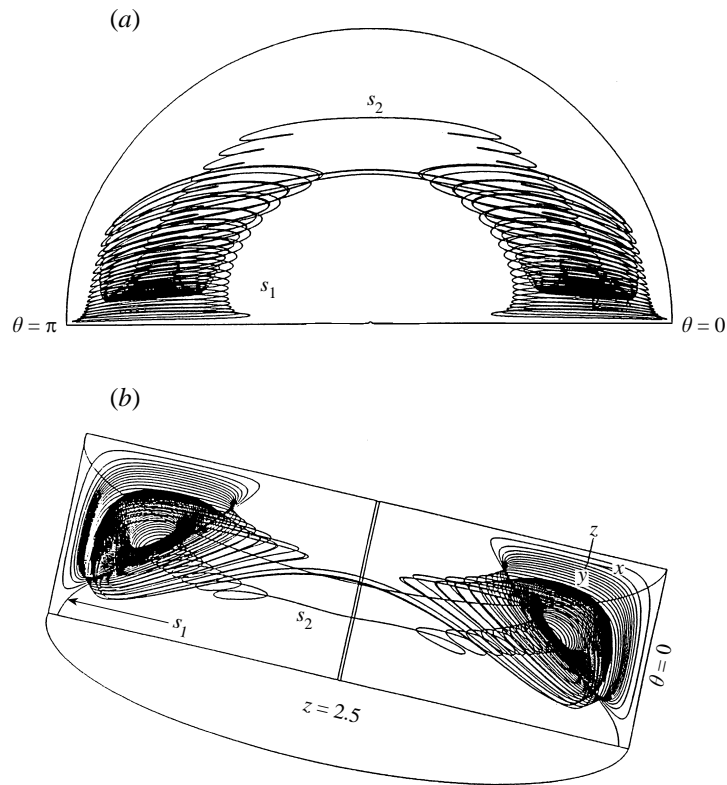 (a)
s₂
s₁
θ = π
θ = 0
(b)
z
y
x
s₁
s₂
θ = 0
z = 2.5